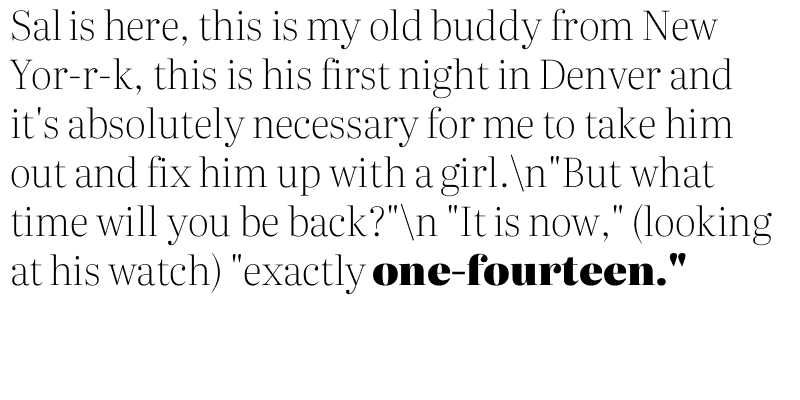 Sal is here, this is my old buddy from New
Yor-r-k, this is his first night in Denver and
it's absolutely necessary for me to take him
out and fix him up with a girl.\n"But what
time will you be back?"\n "It is now," (looking
at his watch) "exactly one-fourteen."